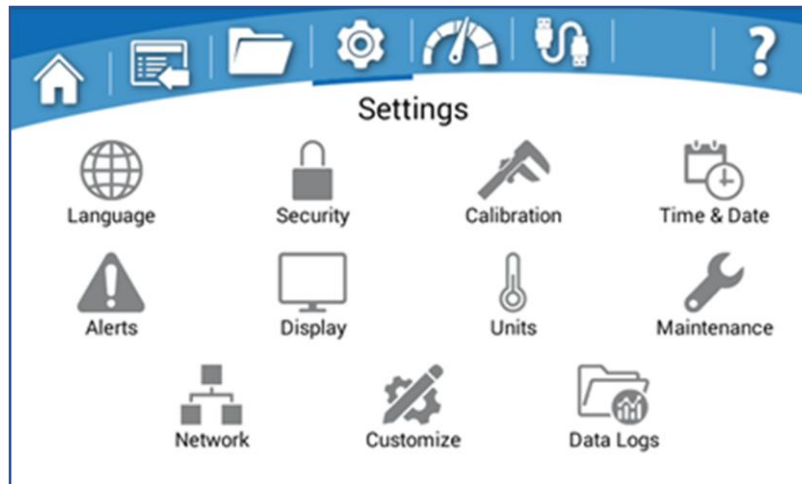 Settings
Language Security Calibration Time & Date
Alerts Display Units Maintenance
Network Customize Data Logs